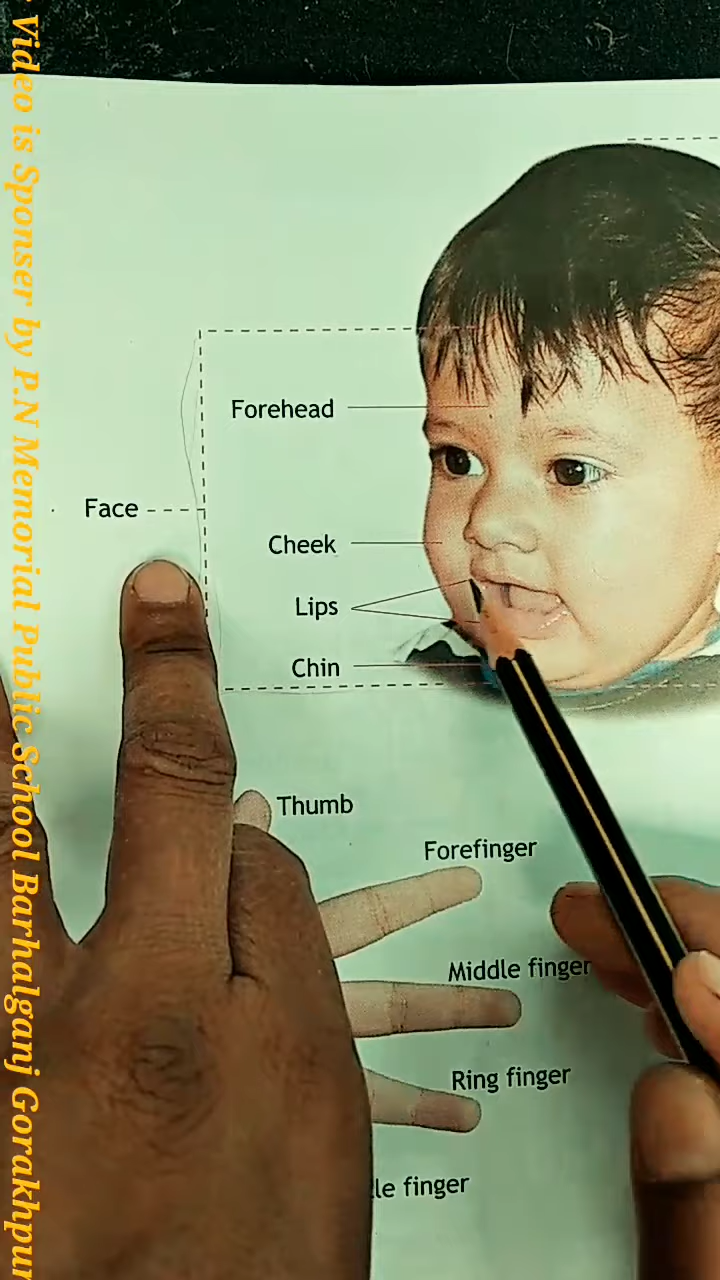 Video is Sponser by P.N Memorial Public School Barhalganj Gorakhpur
Forehead
Face
Cheek
Lips
Chin
Thumb
Forefinger
Middle finger
Ring finger
finger